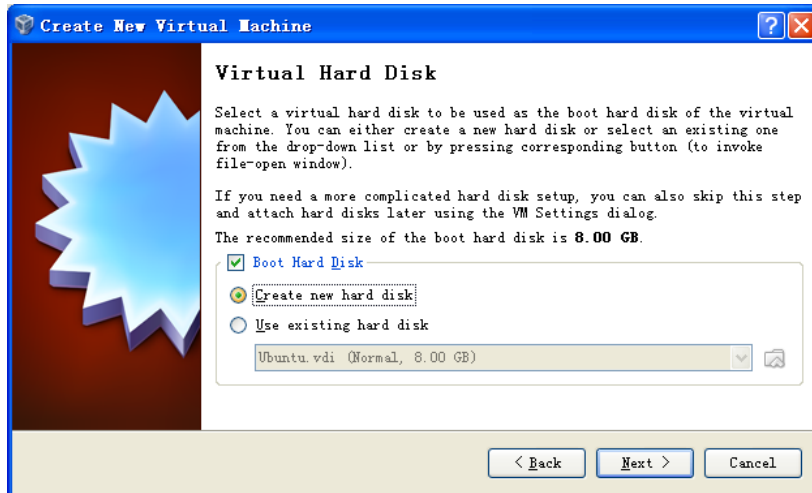 Create New Virtual Machine
Virtual Hard Disk
Select a virtual hard disk to be used as the boot hard disk of the virtual
machine. You can either create a new hard disk or select an existing one
from the drop-down list or by pressing corresponding button (to invoke
file-open window).
If you need a more complicated hard disk setup, you can also skip this step
and attach hard disks later using the VM Settings dialog.
The recommended size of the boot hard disk is 8.00 GB.
Boot Hard Disk
Create new hard disk
Use existing hard disk
Ubuntu.vdi (Normal, 8.00 GB)
< Back
Next >
Cancel